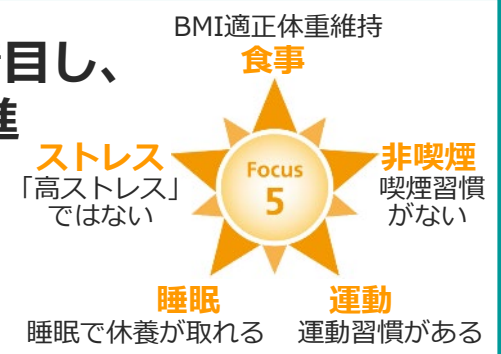 BMI適正体重維持
食事
目し、
進
ストレス
「高ストレス」
ではない
Focus
5
非喫煙
喫煙習慣
がない
睡眠
睡眠で休養が取れる
運動
運動習慣がある